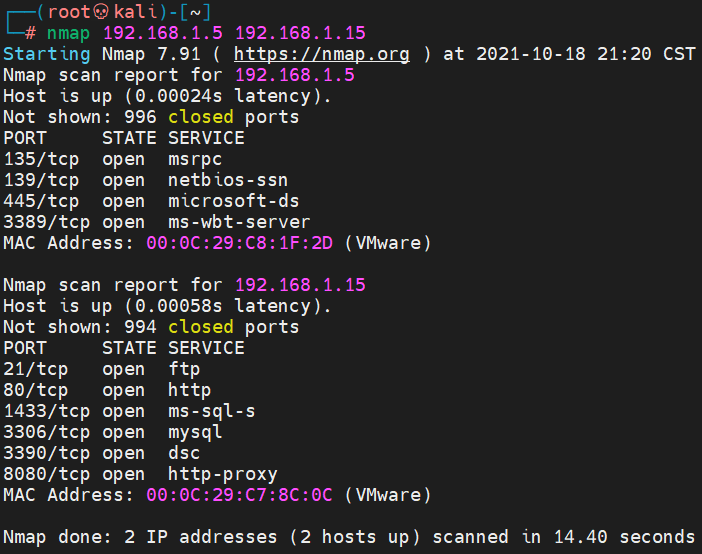 ┌──(root💀kali)-[~]
└─# nmap 192.168.1.5 192.168.1.15
Starting Nmap 7.91 ( https://nmap.org ) at 2021-10-18 21:20 CST
Nmap scan report for 192.168.1.5
Host is up (0.00024s latency).
Not shown: 996 closed ports
PORT     STATE SERVICE
135/tcp  open  msrpc
139/tcp  open  netbios-ssn
445/tcp  open  microsoft-ds
3389/tcp open  ms-wbt-server
MAC Address: 00:0C:29:C8:1F:2D (VMware)

Nmap scan report for 192.168.1.15
Host is up (0.00058s latency).
Not shown: 994 closed ports
PORT     STATE SERVICE
21/tcp   open  ftp
80/tcp   open  http
1433/tcp open  ms-sql-s
3306/tcp open  mysql
3390/tcp open  dsc
8080/tcp open  http-proxy
MAC Address: 00:0C:29:C7:8C:0C (VMware)

Nmap done: 2 IP addresses (2 hosts up) scanned in 14.40 seconds